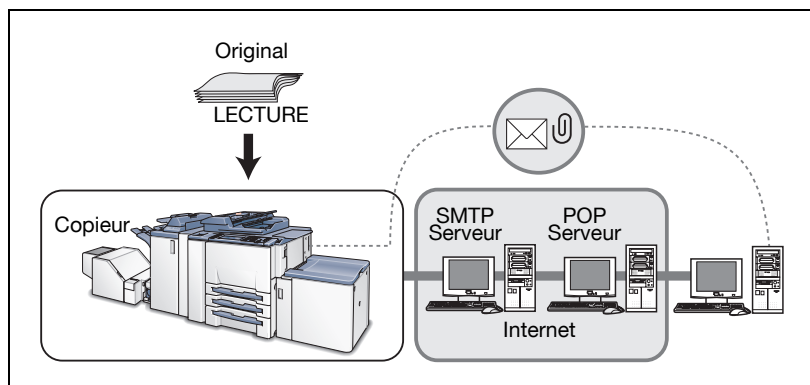 Original
LECTURE
Copieur
SMTP
Serveur
POP
Serveur
Internet